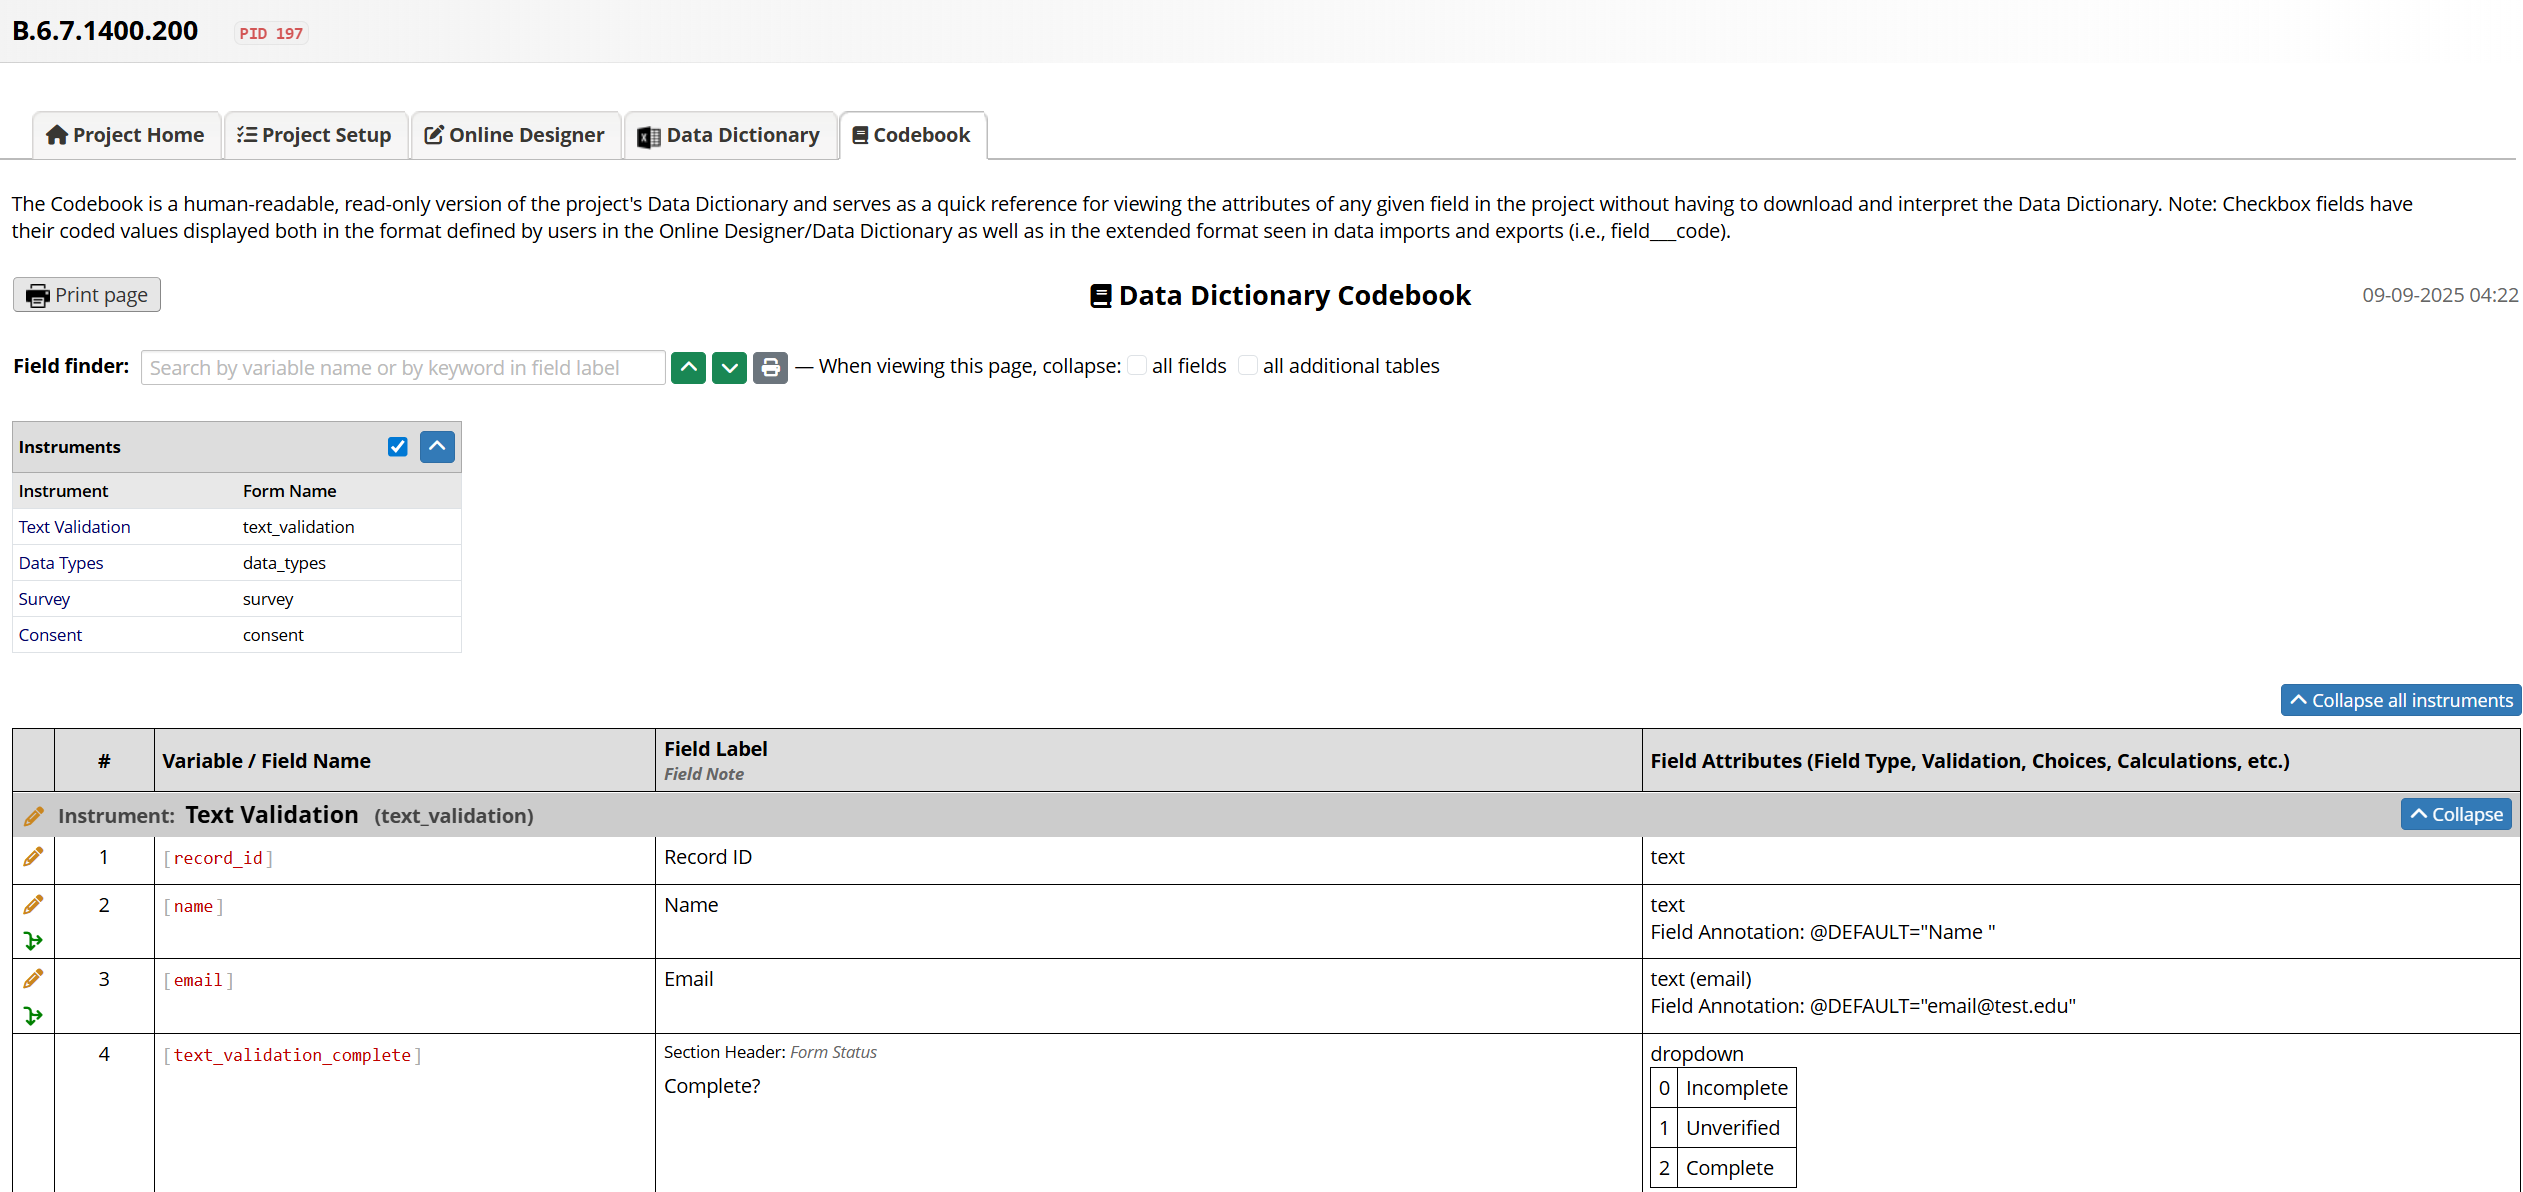 B.6.7.1400.200 PID 197
Project Home Project Setup Online Designer Data Dictionary Codebook
The Codebook is a human-readable, read-only version of the project's Data Dictionary and serves as a quick reference for viewing the attributes of any given field in the project without having to download and interpret the Data Dictionary. Note: Checkbox fields have
their coded values displayed both in the format defined by users in the Online Designer/Data Dictionary as well as in the extended format seen in data imports and exports (i.e., field___code).
Print page Data Dictionary Codebook 09-09-2025 04:22
Field finder: Search by variable name or by keyword in field label — When viewing this page, collapse: all fields all additional tables
Instruments
Instrument Form Name
Text Validation text_validation
Data Types data_types
Survey survey
Consent consent
Collapse all instruments
# Variable / Field Name Field Label Field Attributes (Field Type, Validation, Choices, Calculations, etc.)
Field Note
Instrument: Text Validation (text_validation) Collapse
1 [record_id] Record ID text
2 [name] Name text
Field Annotation: @DEFAULT="Name "
3 [email] Email text (email)
Field Annotation: @DEFAULT="email@test.edu"
4 [text_validation_complete] Section Header: Form Status dropdown
Complete? 0 Incomplete
1 Unverified
2 Complete